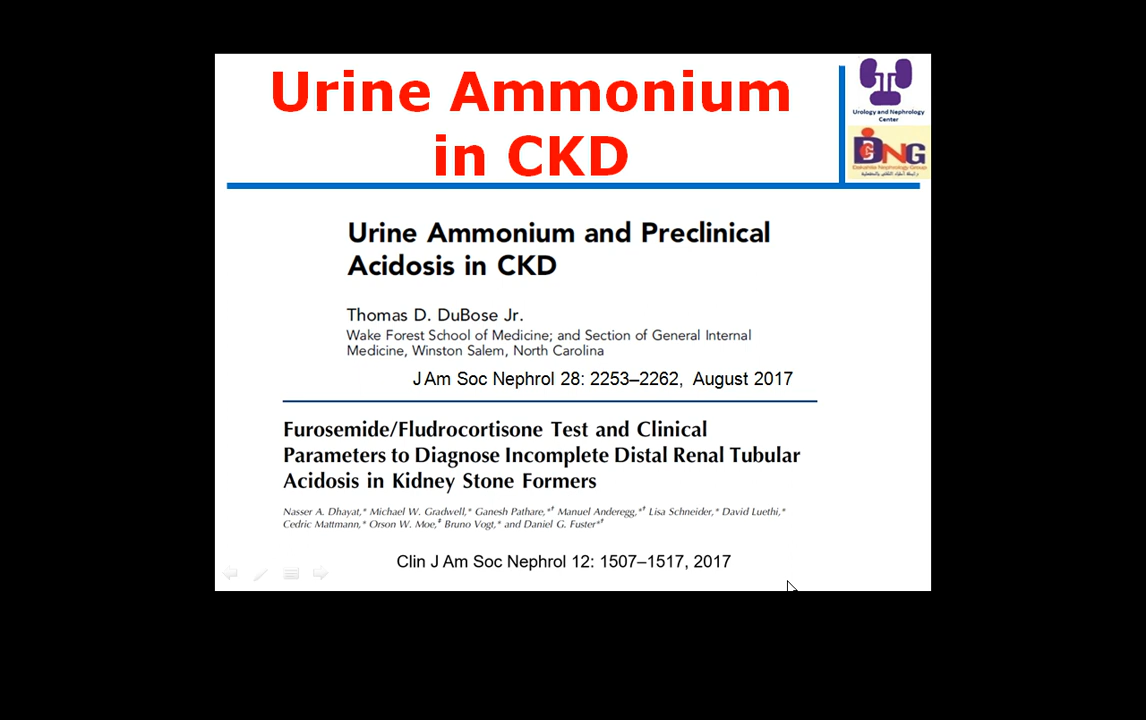 Urine Ammonium
in CKD
Urology and Nephrology
Center
DNG
Dakahlia Nephrology Group
Urine Ammonium and Preclinical
Acidosis in CKD
Thomas D. DuBose Jr.
Wake Forest School of Medicine; and Section of General Internal
Medicine, Winston Salem, North Carolina
J Am Soc Nephrol 28: 2253–2262, August 2017
Furosemide/Fludrocortisone Test and Clinical
Parameters to Diagnose Incomplete Distal Renal Tubular
Acidosis in Kidney Stone Formers
Nasser A. Dhayat,* Michael W. Gradwell,* Ganesh Pathare,*† Manuel Anderegg,*† Lisa Schneider,* David Luethi,*
Cedric Mattmann,* Orson W. Moe,‡ Bruno Vogt,* and Daniel G. Fuster*†
Clin J Am Soc Nephrol 12: 1507–1517, 2017